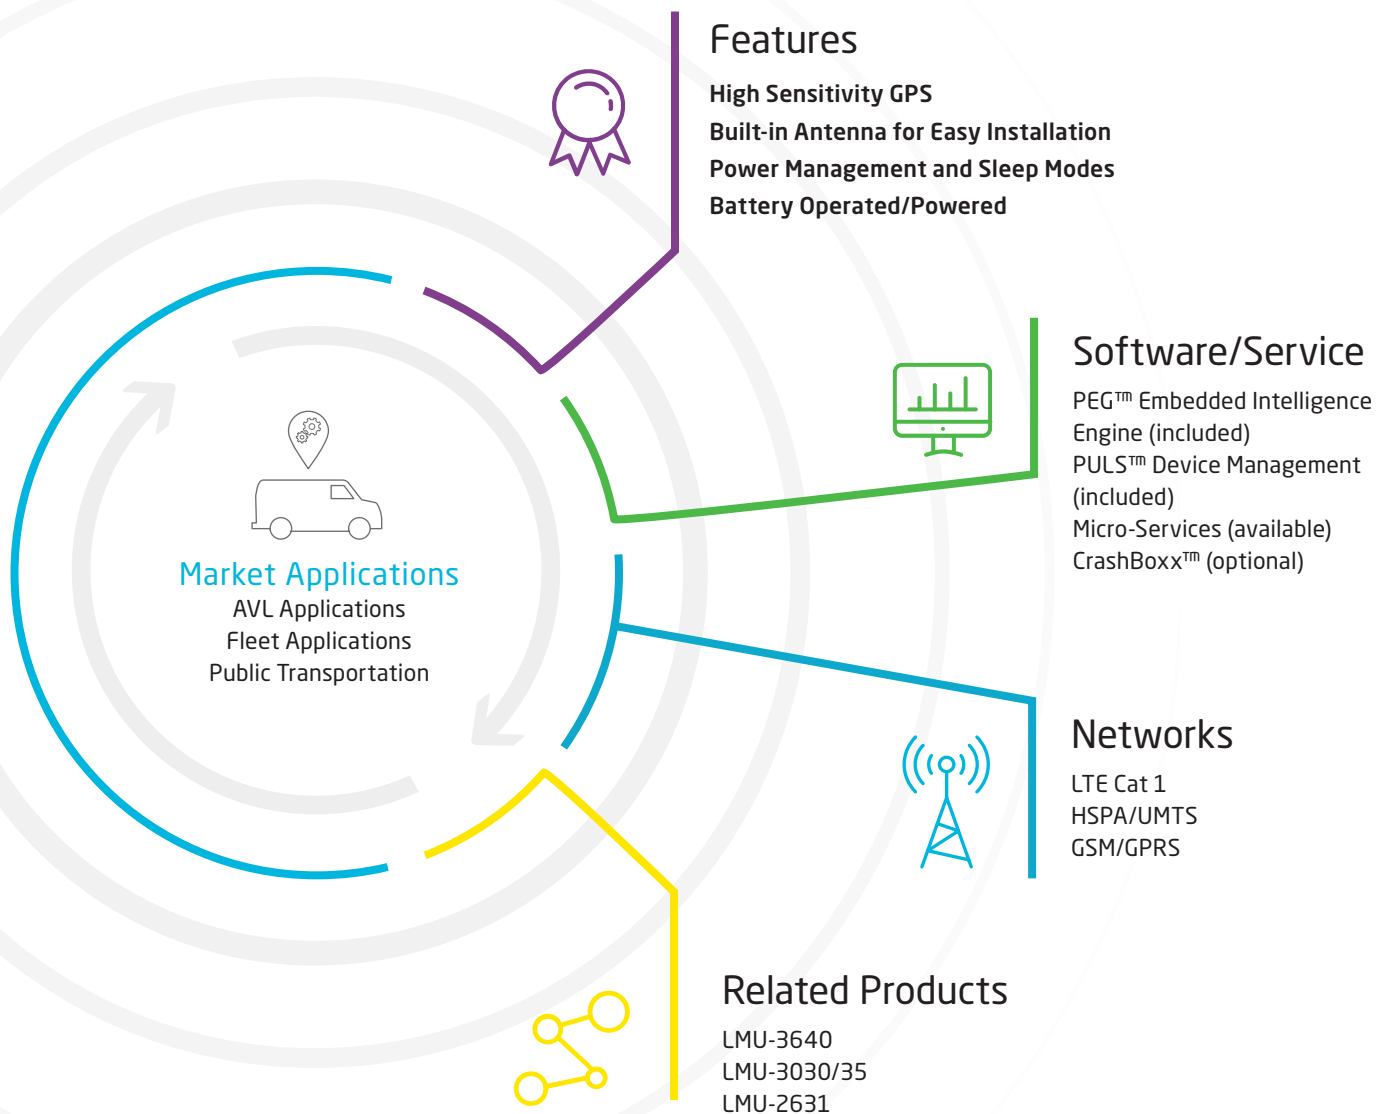 Features
High Sensitivity GPS
Built-in Antenna for Easy Installation
Power Management and Sleep Modes
Battery Operated/Powered
Software/Service
PEG™ Embedded Intelligence
Engine (included)
PULS™ Device Management
(included)
Micro-Services (available)
CrashBoxx™ (optional)
Market Applications
AVL Applications
Fleet Applications
Public Transportation
Networks
LTE Cat 1
HSPA/UMTS
GSM/GPRS
Related Products
LMU-3640
LMU-3030/35
LMU-2631